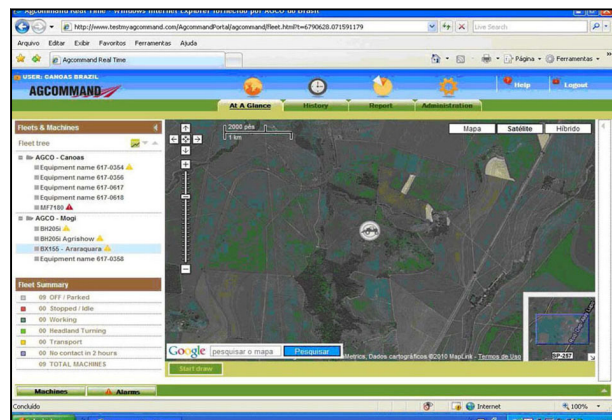 Agcommand Real Time - Windows Internet Explorer fornecido por AGCO do Brasil
http://www.testmyagcommand.com/AgcommandPortal/agcommand/fleet.html?t=6790628.071591179
Live Search
Arquivo Editar Exibir Favoritos Ferramentas Ajuda
Agcommand Real Time
Página
Ferramentas
USER: CANOAS BRAZIL
AGCOMMAND
Help
Logout
At A Glance
History
Report
Administration
Fleets & Machines
Fleet tree
AGCO - Canoas
Equipment name 617-0354
Equipment name 617-0356
Equipment name 617-0617
Equipment name 617-0618
MF7180
AGCO - Mogi
BH205i
BH205i Agrishow
BX155 - Araraquara
Equipment name 617-0358
Fleet Summary
00 OFF / Parked
00 Stopped / Idle
00 Working
00 Headland Turning
00 Transport
00 No contact in 2 hours
00 TOTAL MACHINES
2000 pés
1 km
Mapa
Satélite
Híbrido
Google
pesquisar o mapa
Pesquisar
Metrics, Dados cartográficos ©2010 MapLink - Termos de Uso
BP-257
Start draw
Machines
Alarms
Concluído
Internet
100%